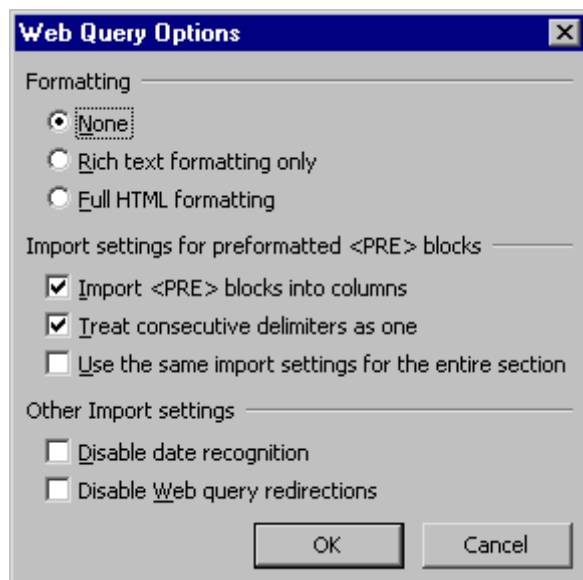 Web Query Options
Formatting
None
Rich text formatting only
Full HTML formatting
Import settings for preformatted <PRE> blocks
Import <PRE> blocks into columns
Treat consecutive delimiters as one
Use the same import settings for the entire section
Other Import settings
Disable date recognition
Disable Web query redirections
OK Cancel